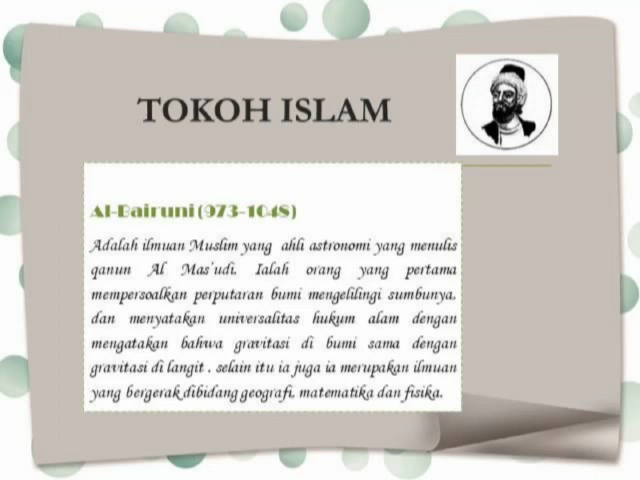 TOKOH ISLAM
Al-Bairuni (973-1048)
Adalah ilmuan Muslim yang ahli astronomi yang menulis
qanun Al Mas'udi. Ialah orang yang pertama
mempersoalkan perputaran bumi mengelilingi sumbunya,
dan menyatakan universalitas hukum alam dengan
mengatakan bahwa gravitasi di bumi sama dengan
gravitasi di langit . selain itu ia juga ia merupakan ilmuan
yang bergerak dibidang geografi, matematika dan fisika.